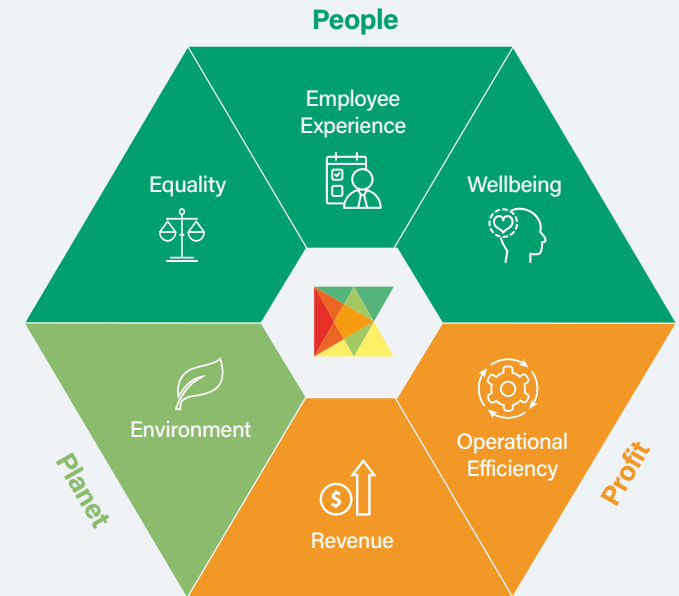 People
Employee
Experience
Equality
Wellbeing
Environment
Planet
Operational
Efficiency
Profit
$
Revenue